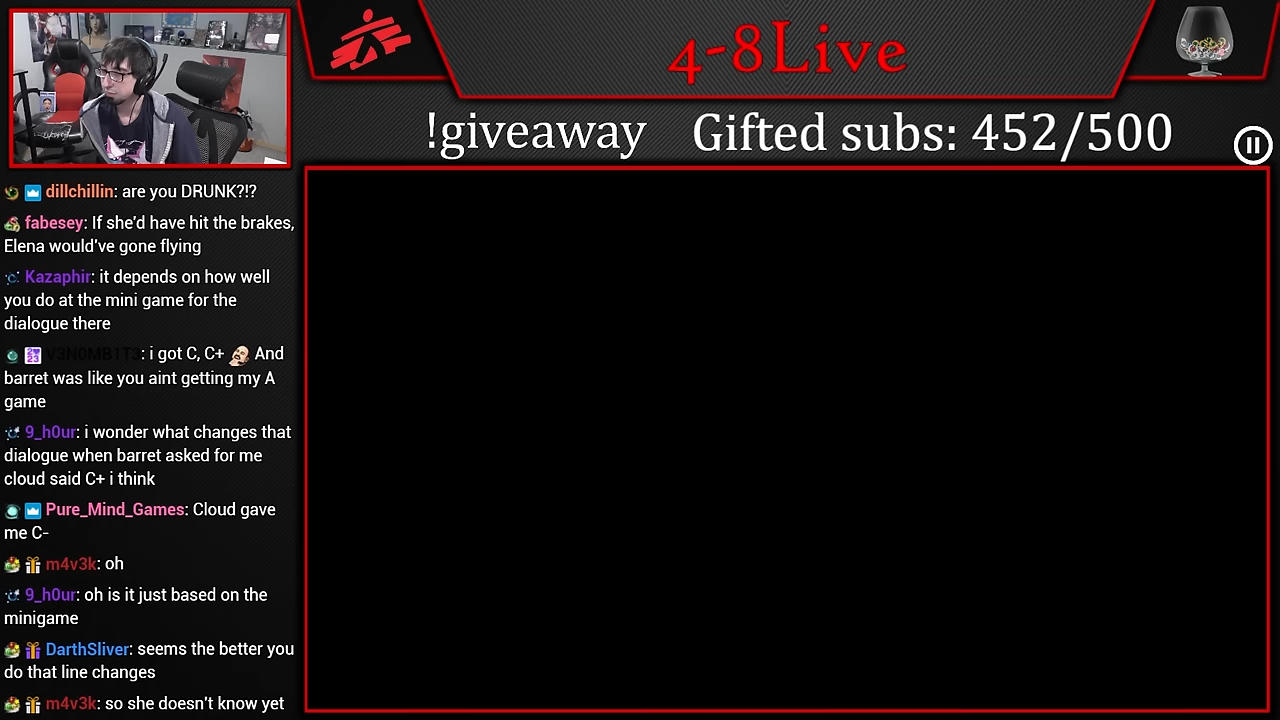 4-8Live
!giveaway Gifted subs: 452/500
dillchillin: are you DRUNK?!?
fabesey: If she'd have hit the brakes,
Elena would've gone flying
Kazaphir: it depends on how well
you do at the mini game for the
dialogue there
V3N0MB1T3: i got C, C+ And
barret was like you aint getting my A
game
9_h0ur: i wonder what changes that
dialogue when barret asked for me
cloud said C+ i think
Pure_Mind_Games: Cloud gave
me C-
m4v3k: oh
9_h0ur: oh is it just based on the
minigame
DarthSliver: seems the better you
do that line changes
m4v3k: so she doesn't know yet